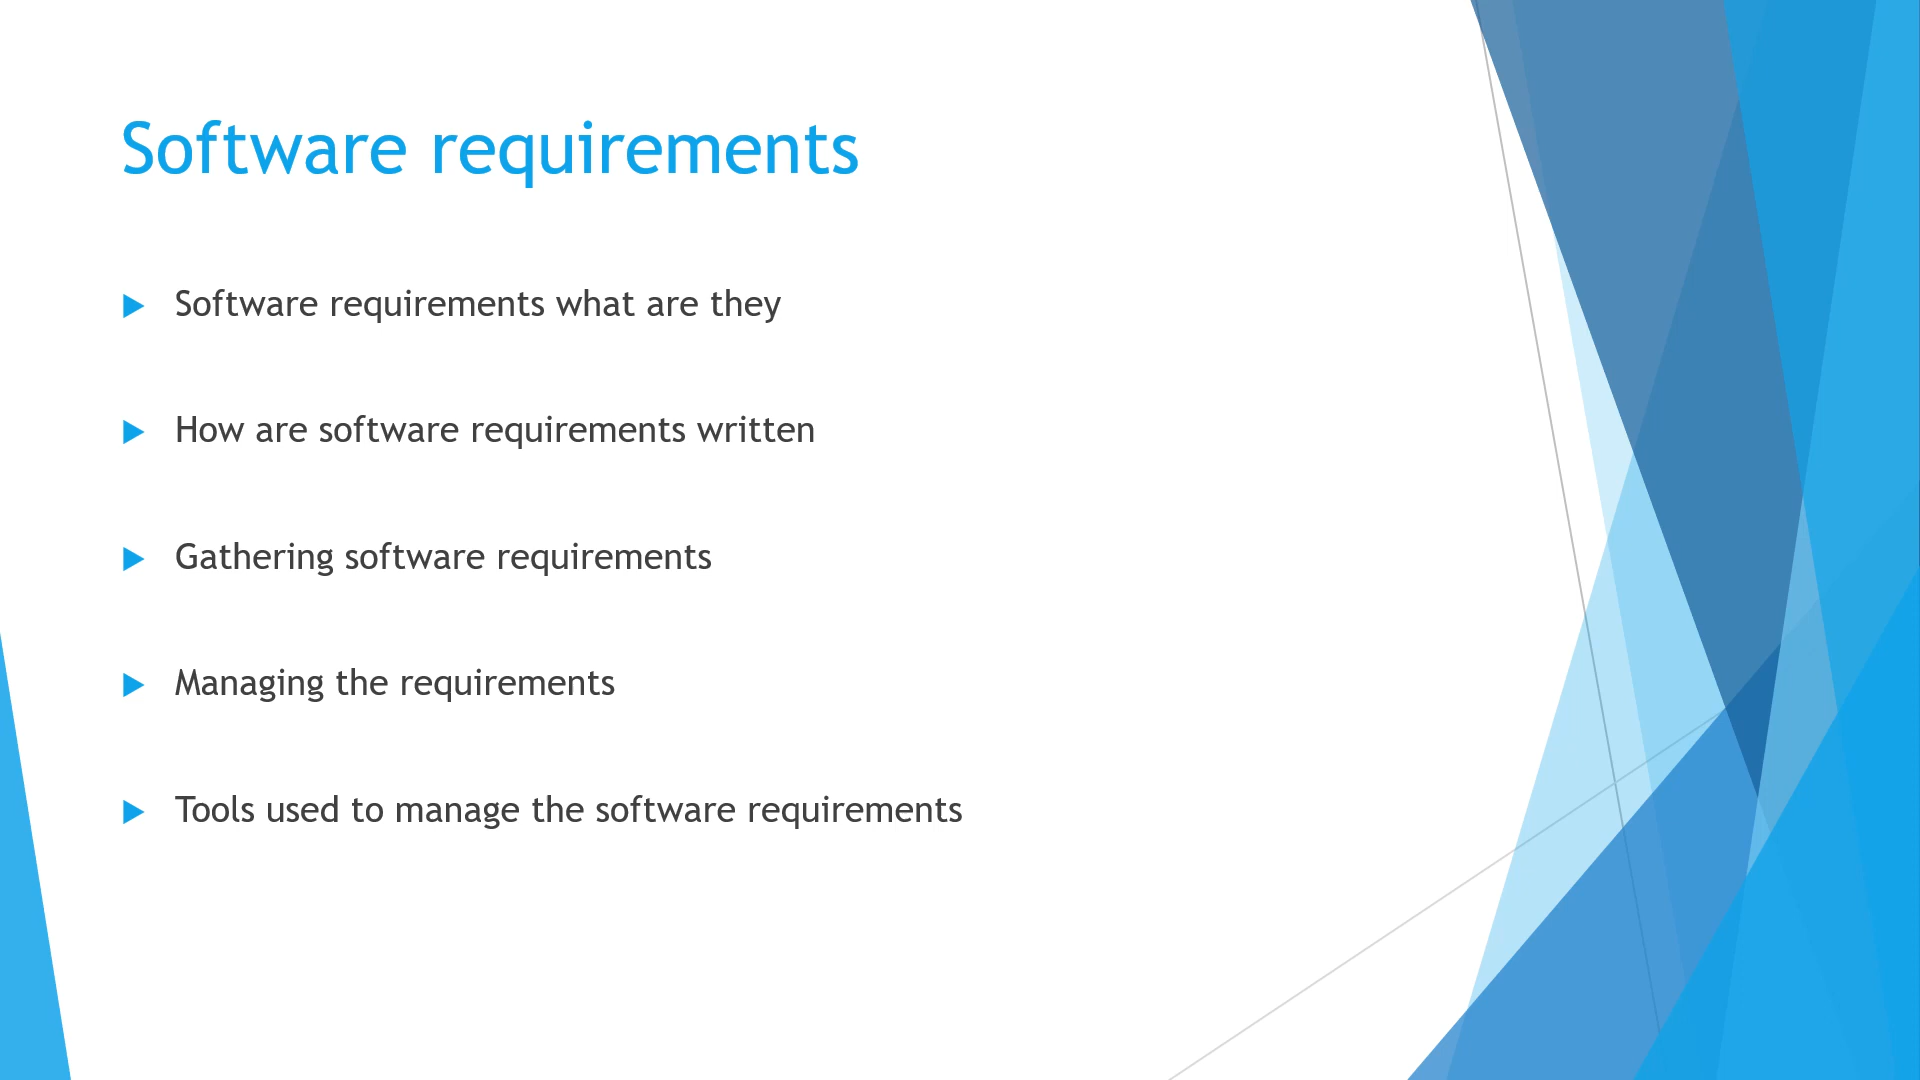 Software requirements
Software requirements what are they
How are software requirements written
Gathering software requirements
Managing the requirements
Tools used to manage the software requirements